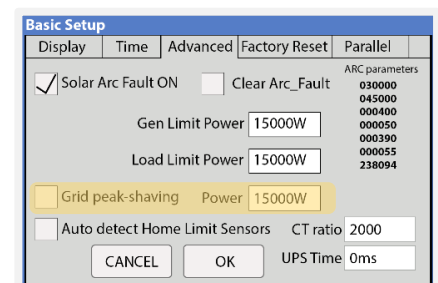 Basic Setup
Display Time Advanced Factory Reset Parallel
ARC parameters
Solar Arc Fault ON Clear Arc_Fault
030000
045000
000400
000050
000390
000055
238094
Gen Limit Power 15000W
Load Limit Power 15000W
Grid peak-shaving Power 15000W
Auto detect Home Limit Sensors CT ratio 2000
CANCEL OK UPS Time 0ms